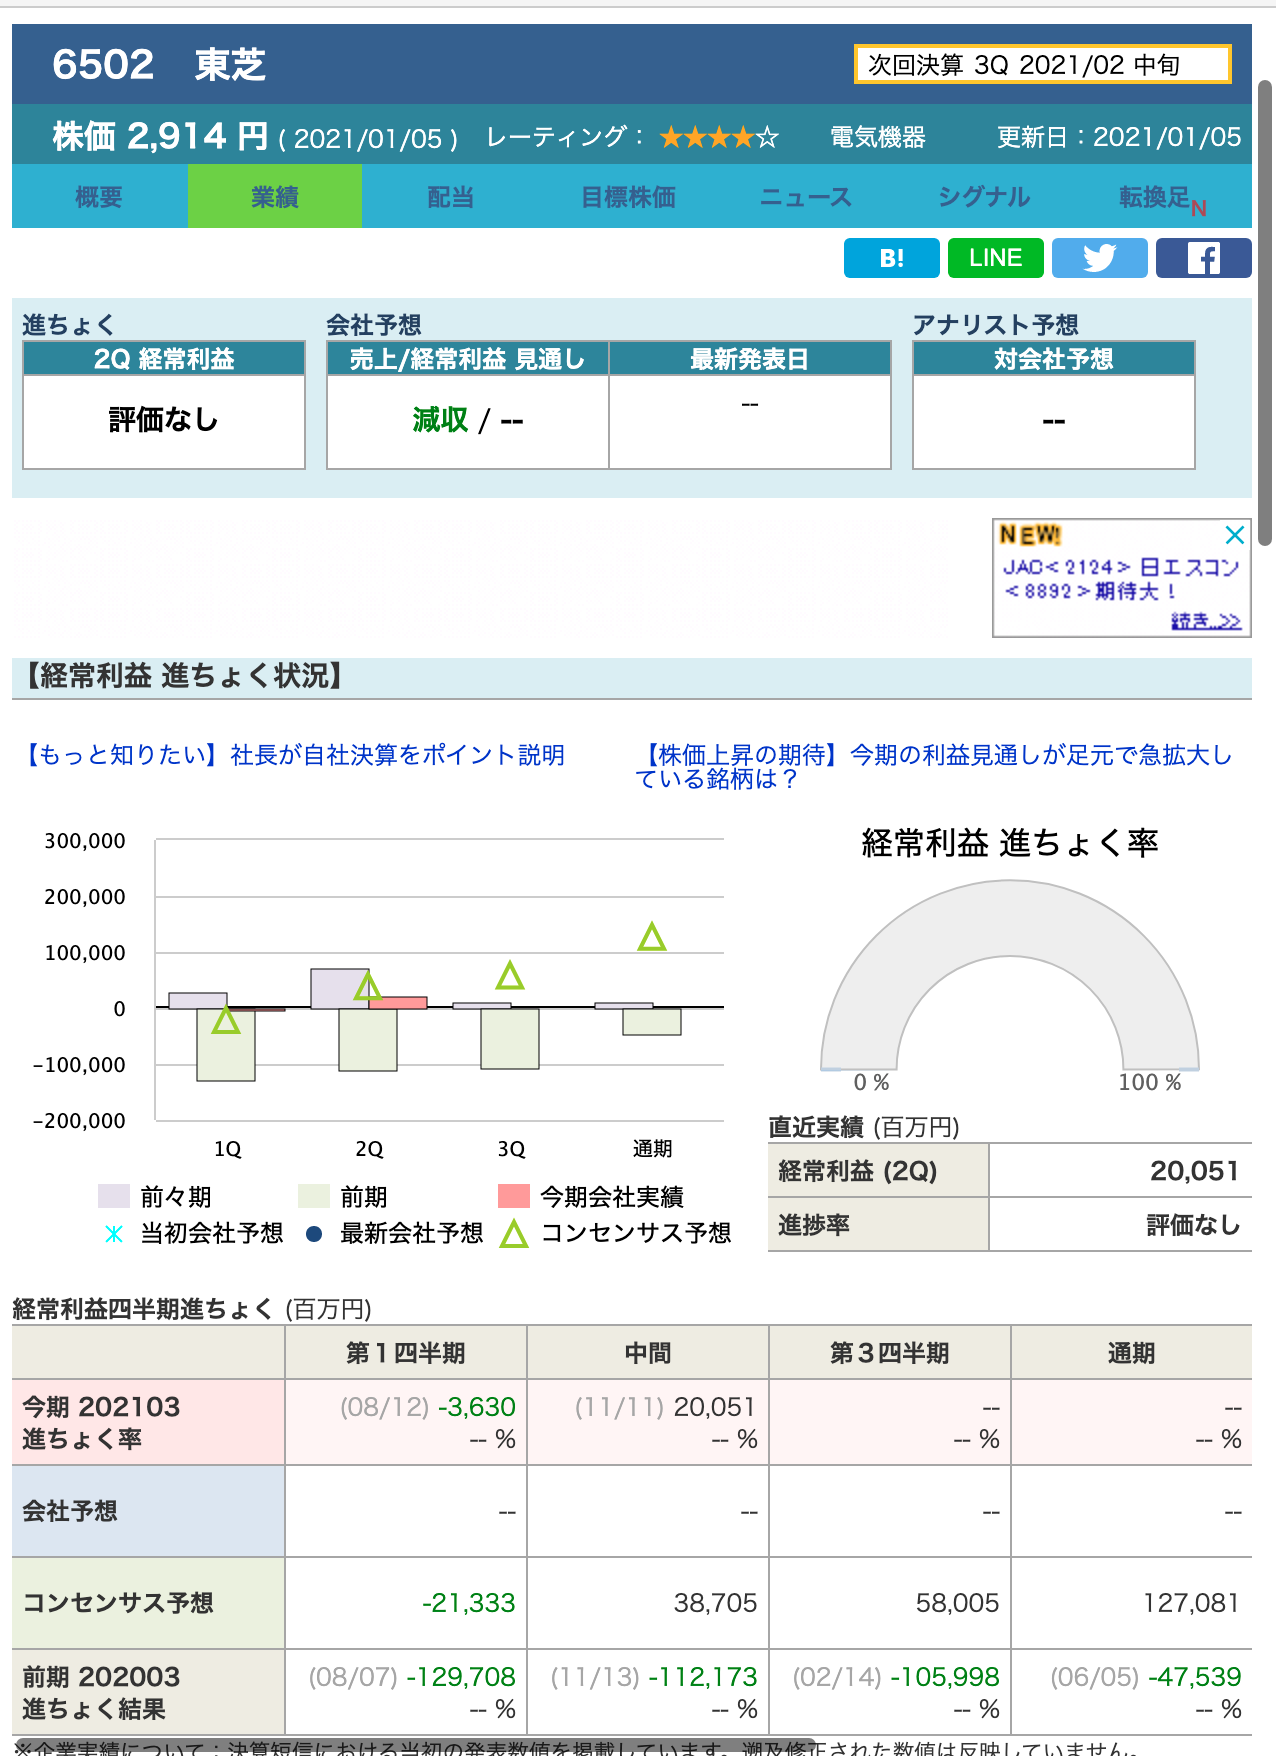 6502 東芝
次回決算 3Q 2021/02 中旬
株価 2,914 円 ( 2021/01/05 ) レーティング： ★★★★☆ 電気機器 更新日：2021/01/05
概要 業績 配当 目標株価 ニュース シグナル 転換足N
B! LINE
進ちょく 会社予想 アナリスト予想
2Q 経常利益 売上/経常利益 見通し 最新発表日 対会社予想
評価なし 減収 / -- -- --
NEW!
JAC<2124> 日エスコン
<8892>期待大！
続き..>>
【経常利益 進ちょく状況】
【もっと知りたい】社長が自社決算をポイント説明
【株価上昇の期待】今期の利益見通しが足元で急拡大し
ている銘柄は？
経常利益 進ちょく率
300,000
200,000
100,000
0
-100,000
-200,000
1Q 2Q 3Q 通期
0 % 100 %
前々期 前期 今期会社実績
当初会社予想 最新会社予想 コンセンサス予想
直近実績 (百万円)
経常利益 (2Q) 20,051
進捗率 評価なし
経常利益四半期進ちょく (百万円)
第１四半期 中間 第３四半期 通期
今期 202103 (08/12) -3,630 (11/11) 20,051 -- --
進ちょく率 -- % -- % -- % -- %
会社予想 -- -- -- --
コンセンサス予想 -21,333 38,705 58,005 127,081
前期 202003 (08/07) -129,708 (11/13) -112,173 (02/14) -105,998 (06/05) -47,539
進ちょく結果 -- % -- % -- % -- %
※企業実績について：決算短信における当初の発表数値を掲載しています。遡及修正された数値は反映していません。